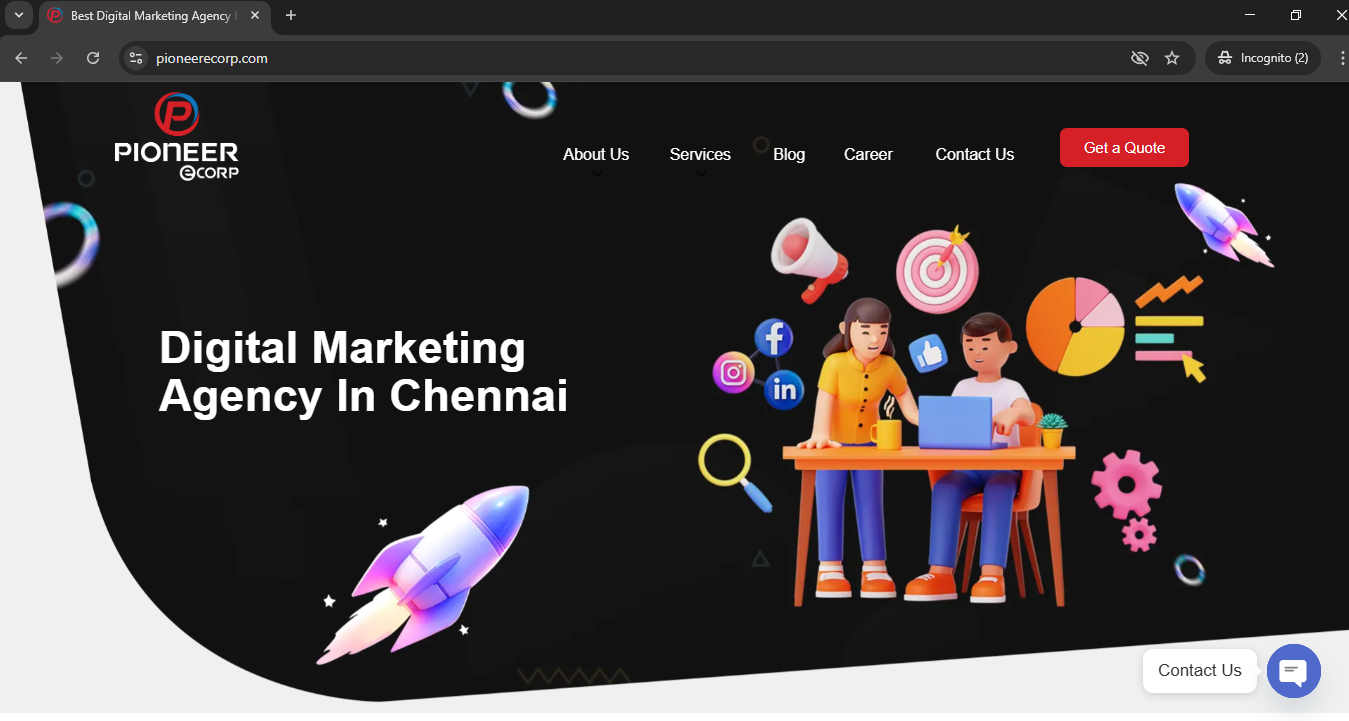 Best Digital Marketing Agency
pioneerecorp.com
Incognito (2)
PIONEER
eCORP
About Us
Services
Blog
Career
Contact Us
Get a Quote
Digital Marketing
Agency In Chennai
in
Contact Us